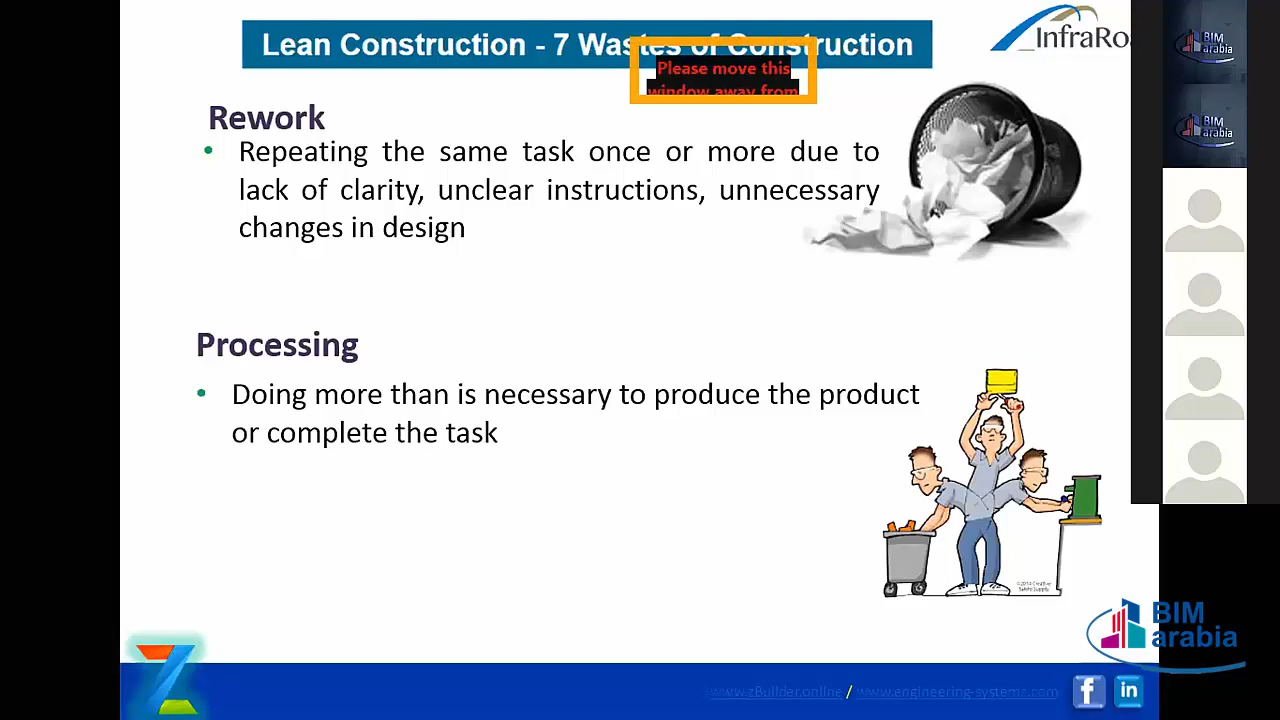 Lean Construction - 7 Wastes of Construction
InfraRo
Please move this
window away from
BIM
arabia
BIM
arabia
Rework
• Repeating the same task once or more due to
lack of clarity, unclear instructions, unnecessary
changes in design
Processing
• Doing more than is necessary to produce the product
or complete the task
BIM
arabia
www.zBuilder.online / www.engineering-systems.com
f in